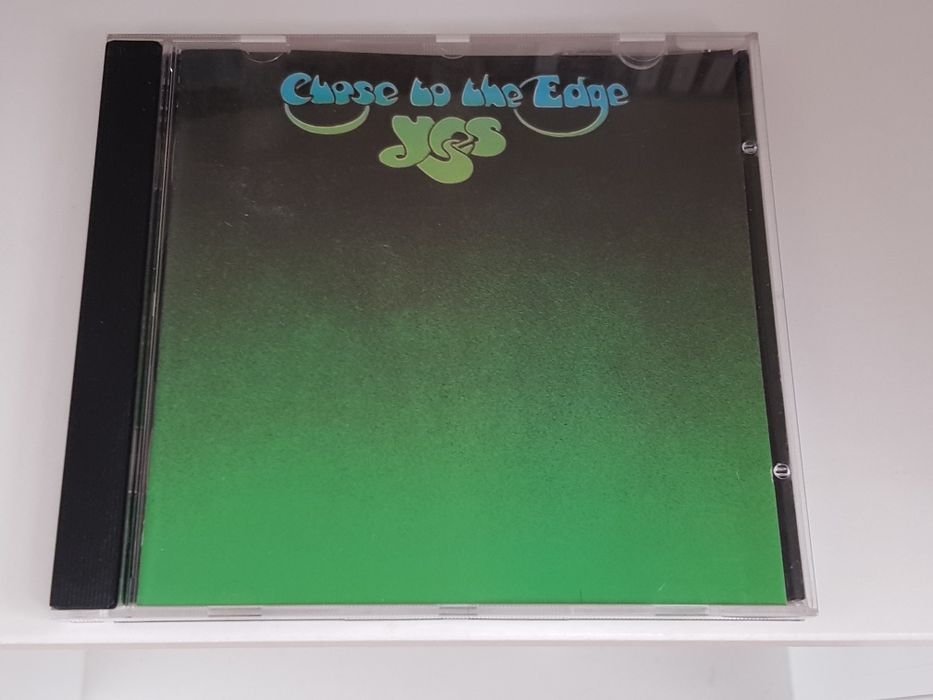 Close to the Edge
yes